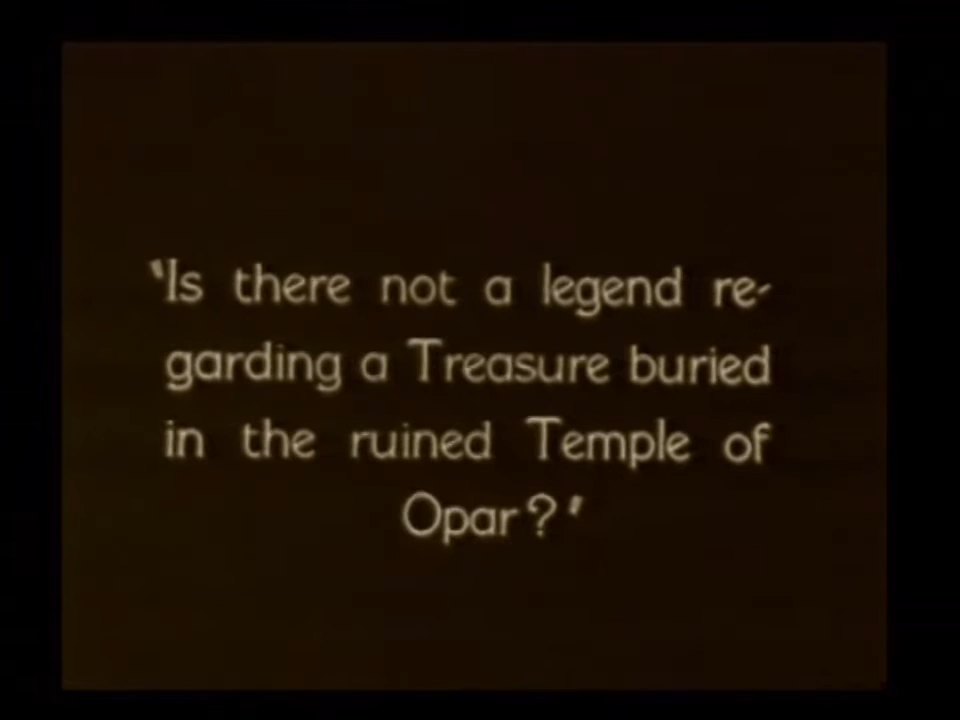 "Is there not a legend re-
garding a Treasure buried
in the ruined Temple of
Opar?"